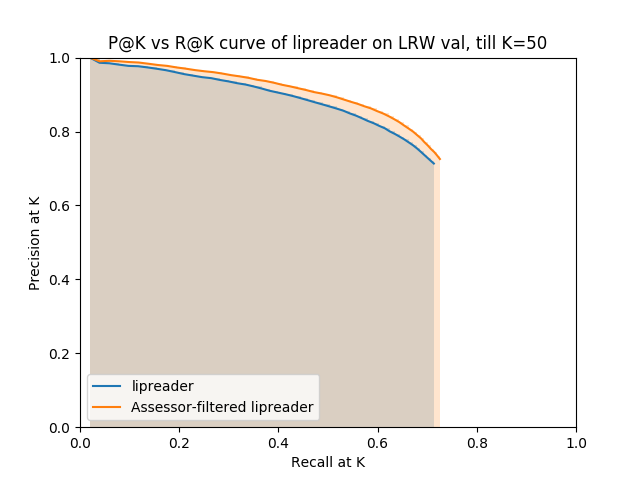 P@K vs R@K curve of lipreader on LRW val, till K=50
1.0
0.8
0.6
0.4
0.2
0.0
Precision at K
lipreader
Assessor-filtered lipreader
0.0 0.2 0.4 0.6 0.8 1.0
Recall at K